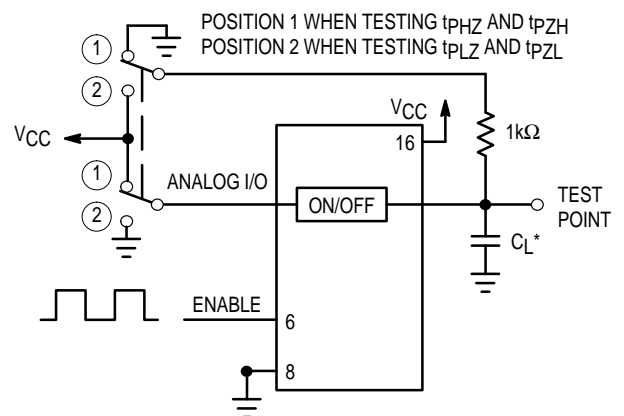 POSITION 1 WHEN TESTING tPHZ AND tPZH
POSITION 2 WHEN TESTING tPLZ AND tPZL
1
2
VCC
VCC
16
1kΩ
1
ANALOG I/O
ON/OFF
TEST
POINT
2
CL*
ENABLE
6
8